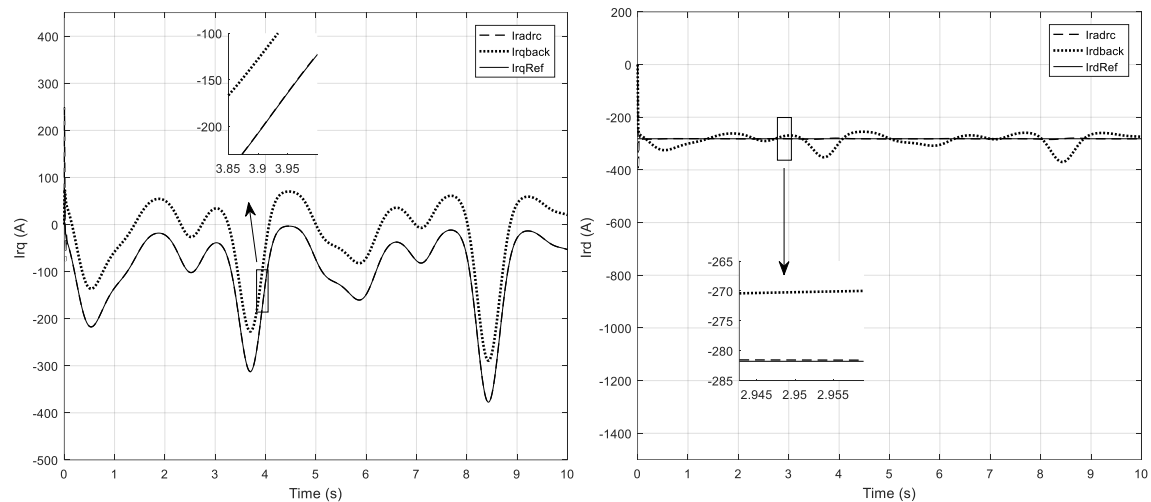 400
300
200
100
0
-100
-200
-300
-400
-500
Irq (A)
0 1 2 3 4 5 6 7 8 9 10
Time (s)
Iradrc
Irqback
IrqRef
-100
-150
-200
3.85 3.9 3.95
200
0
-200
-400
-600
-800
-1000
-1200
-1400
Ird (A)
0 1 2 3 4 5 6 7 8 9 10
Time (s)
Iradrc
Irdback
IrdRef
-265
-270
-275
-280
-285
2.945 2.95 2.955